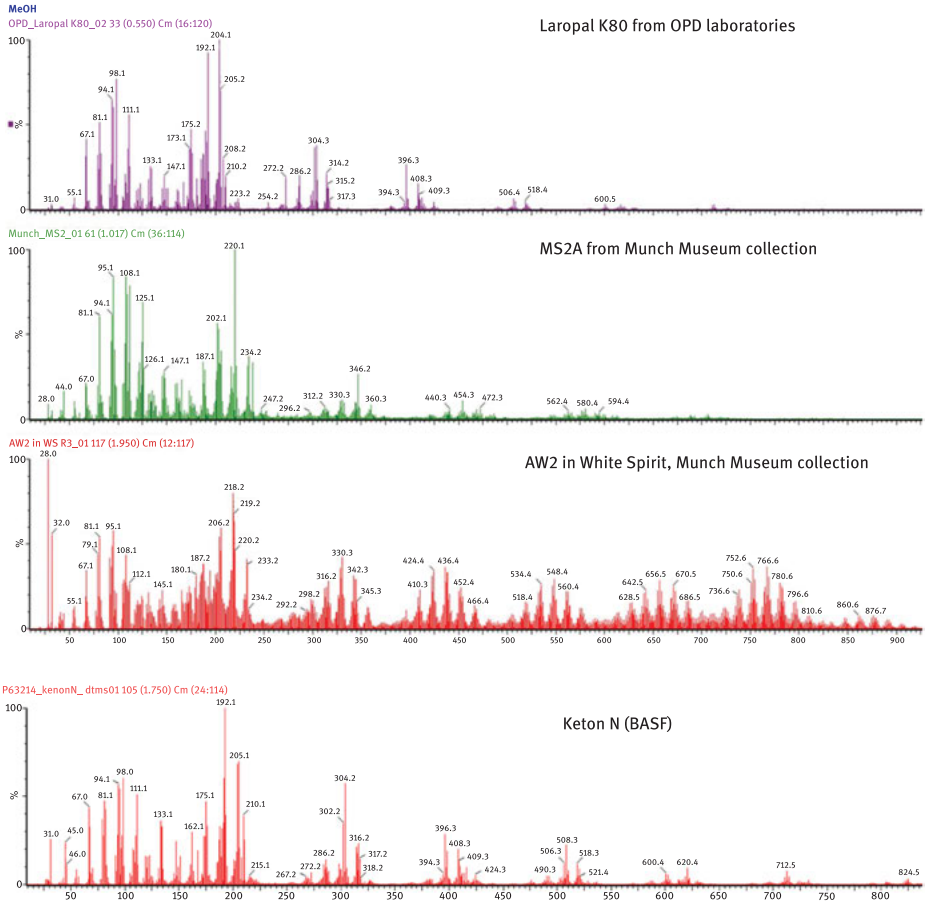 MeOH
OPD_Laropal K80_02 33 (0.550) Cm (16:120)
Laropal K80 from OPD laboratories
100
%
0
31.0 55.1 67.1 81.1 94.1 98.1 111.1 133.1 147.1 173.1 175.2 192.1 204.1 205.2 208.2 210.2 223.2 254.2 272.2 286.2 304.3 314.2 315.2 317.3 394.3 396.3 408.3 409.3 506.4 518.4 600.5
Munch_MS2_01 61 (1.017) Cm (36:114)
MS2A from Munch Museum collection
100
%
0
28.0 44.0 67.0 81.1 94.1 95.1 108.1 125.1 126.1 147.1 187.1 202.1 220.1 234.2 247.2 296.2 312.2 330.3 346.2 360.3 440.3 454.3 472.3 562.4 580.4 594.4
AW2 in WS R3_01 117 (1.950) Cm (12:117)
AW2 in White Spirit, Munch Museum collection
100
%
0
28.0 32.0 55.1 67.1 79.1 81.1 95.1 108.1 112.1 145.1 180.1 187.2 206.2 218.2 219.2 220.2 233.2 234.2 292.2 298.2 316.2 330.3 342.3 345.3 410.3 424.4 436.4 452.4 466.4 518.4 534.4 548.4 560.4 628.5 642.5 656.5 670.5 686.5 736.6 750.6 752.6 766.6 780.6 796.6 810.6 860.6 876.7
50 100 150 200 250 300 350 400 450 500 550 600 650 700 750 800 850 900
P63214_kenonN_ dtms01 105 (1.750) Cm (24:114)
Keton N (BASF)
100
%
0
31.0 45.0 46.0 67.0 81.1 94.1 98.0 111.1 133.1 162.1 175.1 192.1 205.1 210.1 215.1 267.2 272.2 286.2 302.2 304.2 316.2 317.2 318.2 394.3 396.3 408.3 409.3 424.3 490.3 506.3 508.3 518.3 521.4 600.4 620.4 712.5 824.5
50 100 150 200 250 300 350 400 450 500 550 600 650 700 750 800